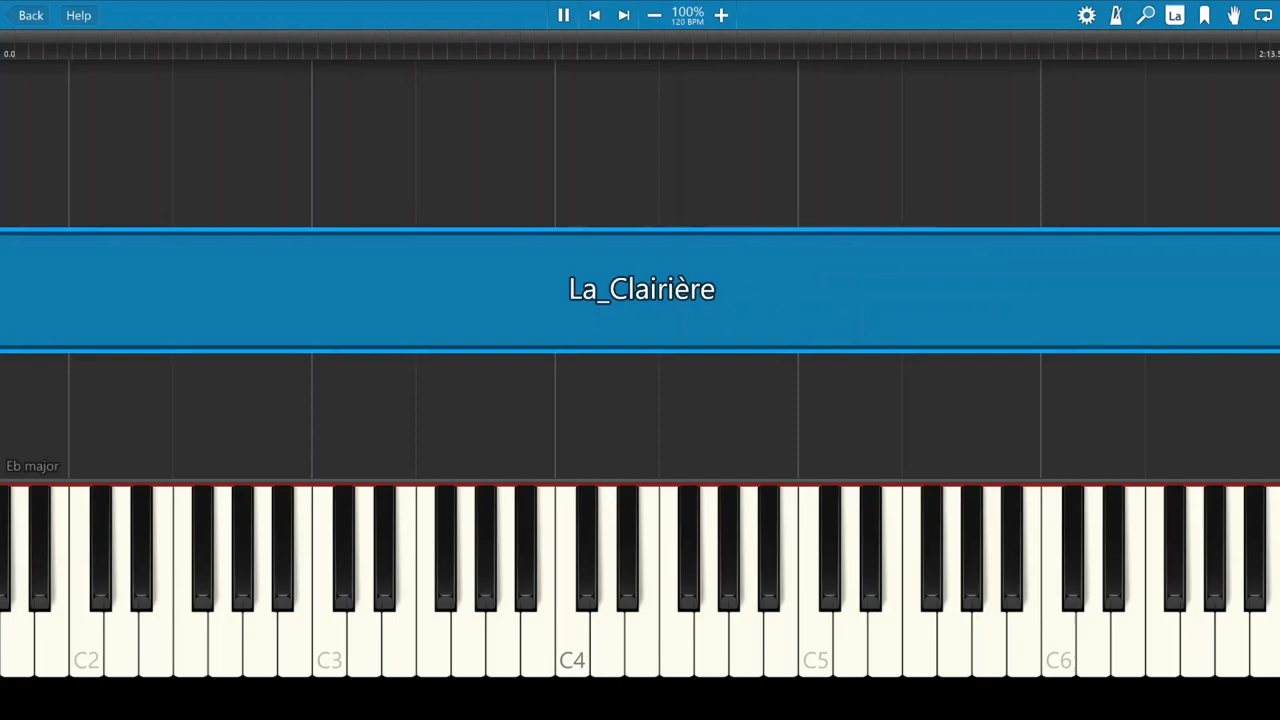 Back Help 100% La
120 BPM
0.0 2:13.5
La_Clairière
Eb major
C2 C3 C4 C5 C6